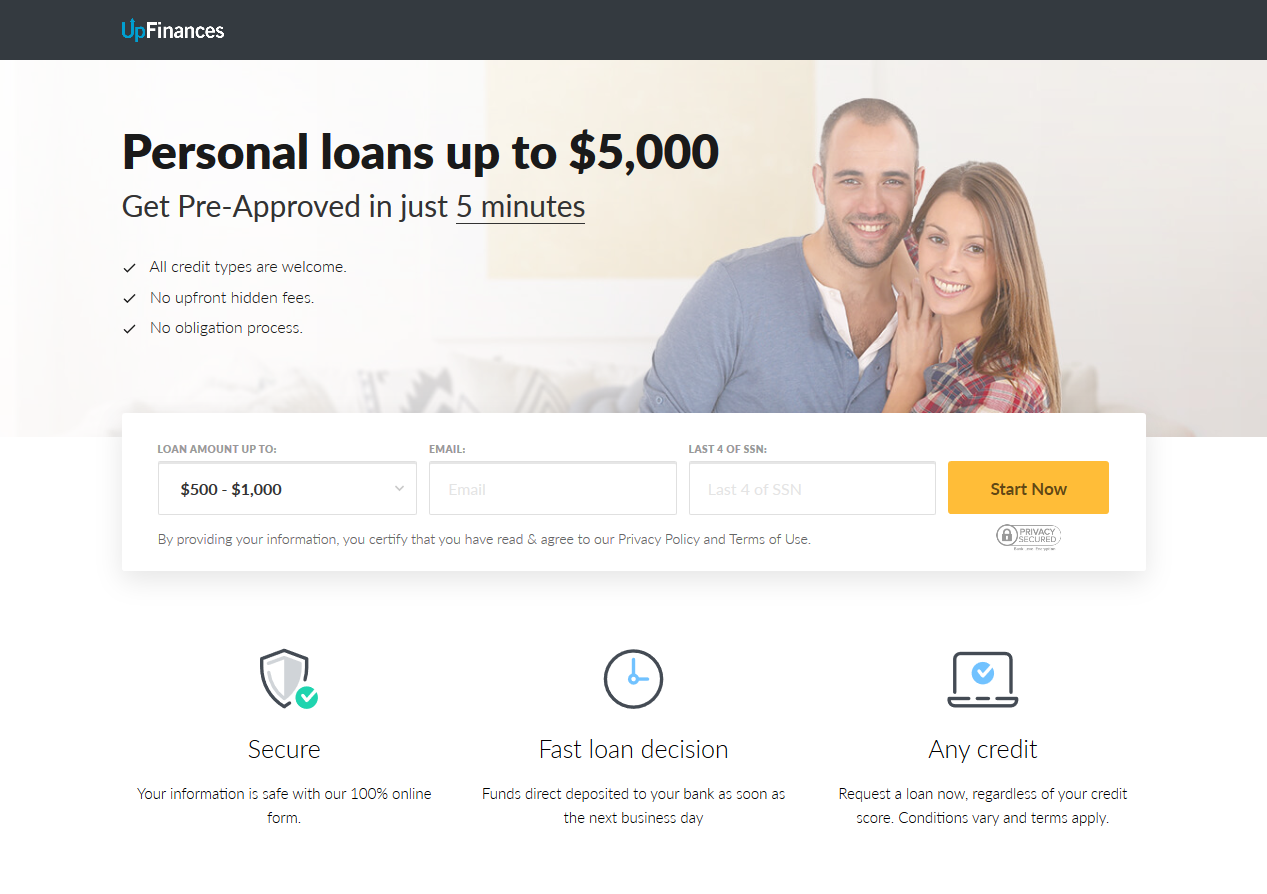 UpFinances
Personal loans up to $5,000
Get Pre-Approved in just 5 minutes
All credit types are welcome.
No upfront hidden fees.
No obligation process.
LOAN AMOUNT UP TO:
EMAIL:
LAST 4 OF SSN:
$500 - $1,000
Email
Last 4 of SSN
Start Now
By providing your information, you certify that you have read & agree to our Privacy Policy and Terms of Use.
PRIVACY
SECURED
Secure
Your information is safe with our 100% online
form.
Fast loan decision
Funds direct deposited to your bank as soon as
the next business day
Any credit
Request a loan now, regardless of your credit
score. Conditions vary and terms apply.